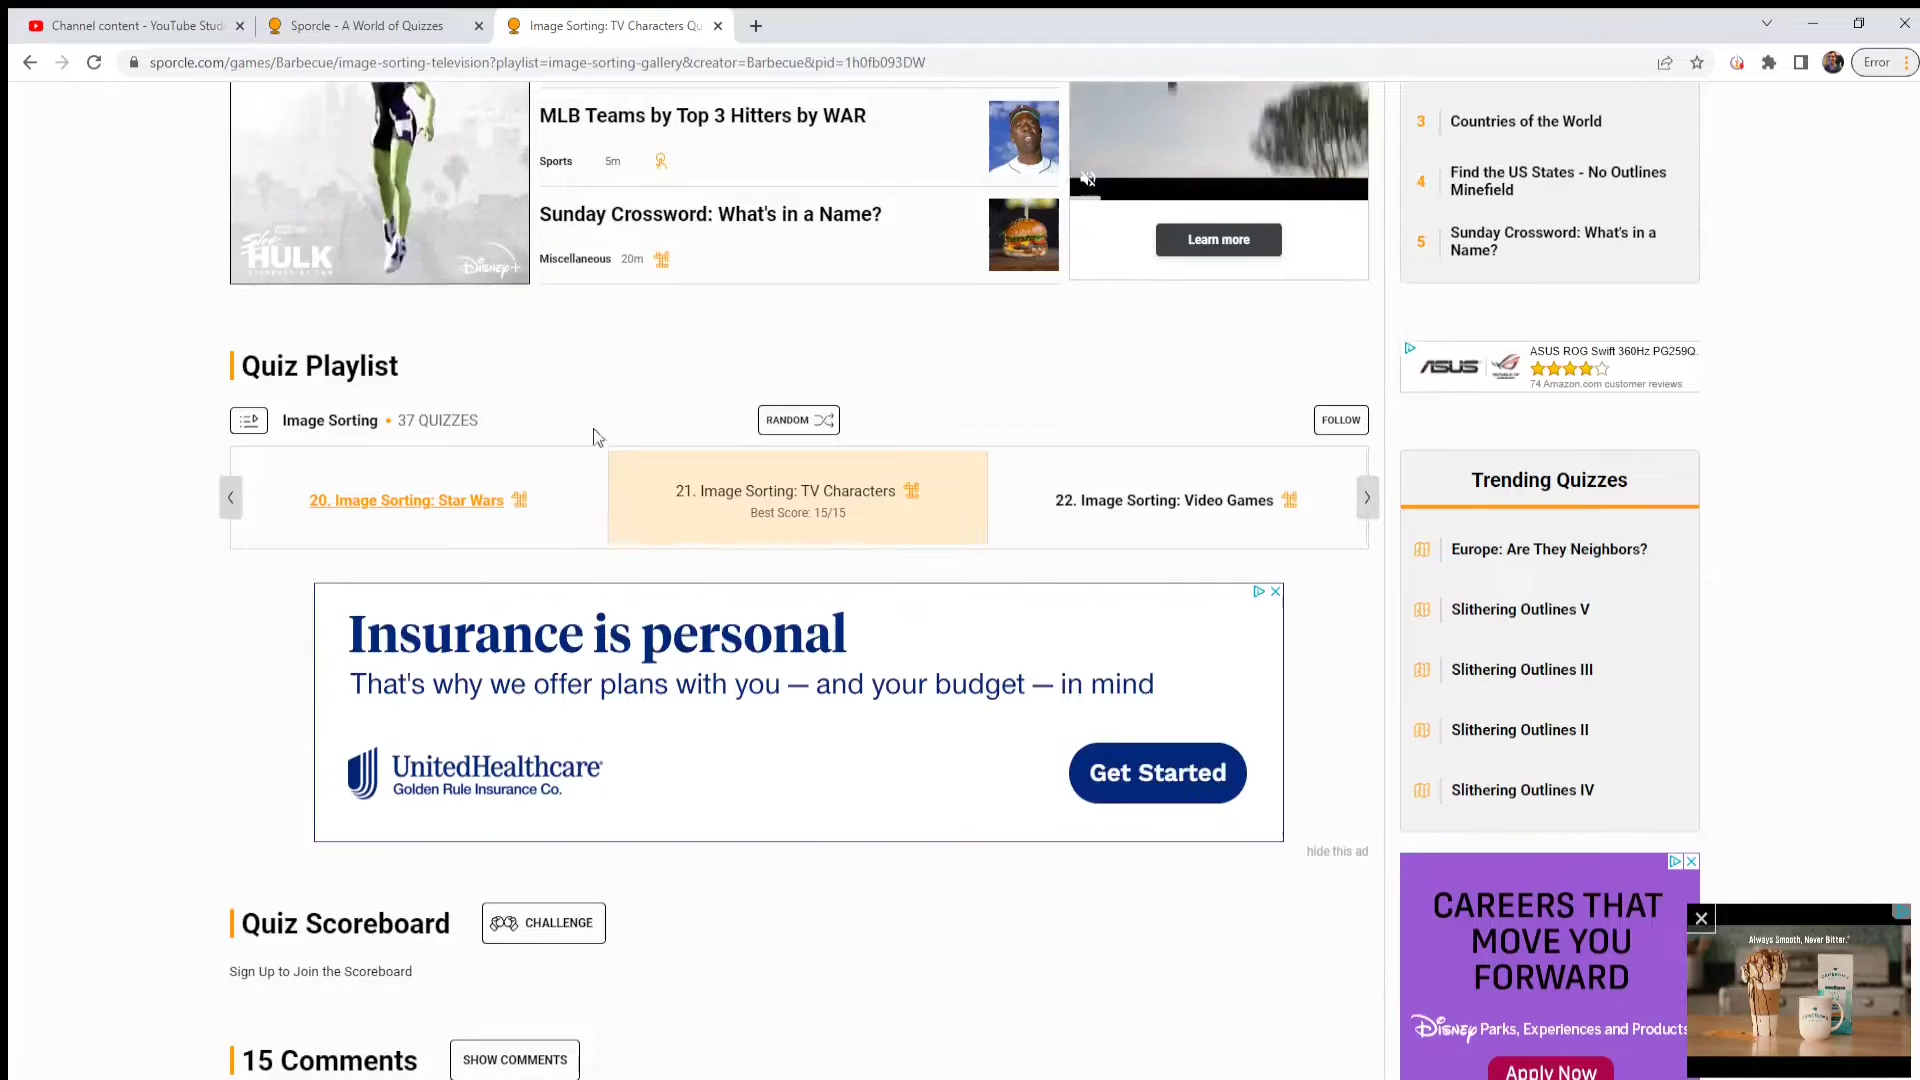 Channel content - YouTube Stud
Sporcle - A World of Quizzes
Image Sorting: TV Characters Qu
sporcle.com/games/Barbecue/image-sorting-television?playlist=image-sorting-gallery&creator=Barbecue&pid=1h0fb093DW
Error
HULK
Disney+
MLB Teams by Top 3 Hitters by WAR
Sports 5m
Sunday Crossword: What's in a Name?
Miscellaneous 20m
Learn more
3 Countries of the World
4 Find the US States - No Outlines
Minefield
5 Sunday Crossword: What's in a
Name?
Quiz Playlist
Image Sorting • 37 QUIZZES
RANDOM
FOLLOW
20. Image Sorting: Star Wars
21. Image Sorting: TV Characters
Best Score: 15/15
22. Image Sorting: Video Games
ASUS
ASUS ROG Swift 360Hz PG259Q.
74 Amazon.com customer reviews
Trending Quizzes
Europe: Are They Neighbors?
Slithering Outlines V
Slithering Outlines III
Slithering Outlines II
Slithering Outlines IV
Insurance is personal
That's why we offer plans with you — and your budget — in mind
UnitedHealthcare
Golden Rule Insurance Co.
Get Started
hide this ad
Quiz Scoreboard
CHALLENGE
Sign Up to Join the Scoreboard
15 Comments
SHOW COMMENTS
CAREERS THAT
MOVE YOU
FORWARD
Disney Parks, Experiences and Products
Apply Now
Always Smooth, Never Bitter.